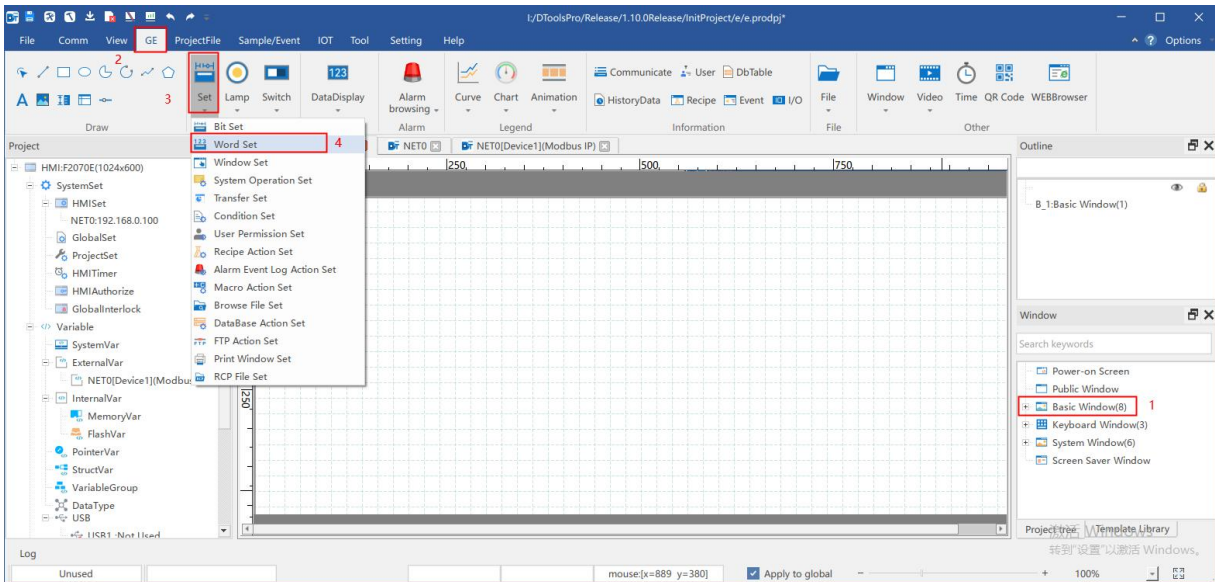 I:/DToolsPro/Release/1.10.0Release/InitProject/e/e.prodpj*
File Comm View GE ProjectFile Sample/Event IOT Tool Setting Help Options
2
3
Set Lamp Switch DataDisplay Alarm browsing Curve Chart Animation
Communicate User DbTable
HistoryData Recipe Event I/O
File Window Video Time QR Code WEBBrowser
Draw Alarm Legend Information File Other
Bit Set
Word Set 4
Window Set
System Operation Set
Transfer Set
Condition Set
User Permission Set
Recipe Action Set
Alarm Event Log Action Set
Macro Action Set
Browse File Set
DataBase Action Set
FTP Action Set
Print Window Set
RCP File Set
Project
HMI:F2070E(1024x600)
SystemSet
HMISet
NET0:192.168.0.100
GlobalSet
ProjectSet
HMITimer
HMIAuthorize
GlobalInterlock
Variable
SystemVar
ExternalVar
NET0[Device1](Modbus
InternalVar
MemoryVar
FlashVar
PointerVar
StructVar
VariableGroup
DataType
USB
USB1 :Not Used
NET0 NET0[Device1](Modbus IP)
250 500 750
250
Outline
B_1:Basic Window(1)
Window
Search keywords
Power-on Screen
Public Window
Basic Window(8) 1
Keyboard Window(3)
System Window(6)
Screen Saver Window
Project tree Template Library
激活 Windows
转到"设置"以激活 Windows。
Log
Unused mouse:[x=889 y=380] Apply to global − + 100%